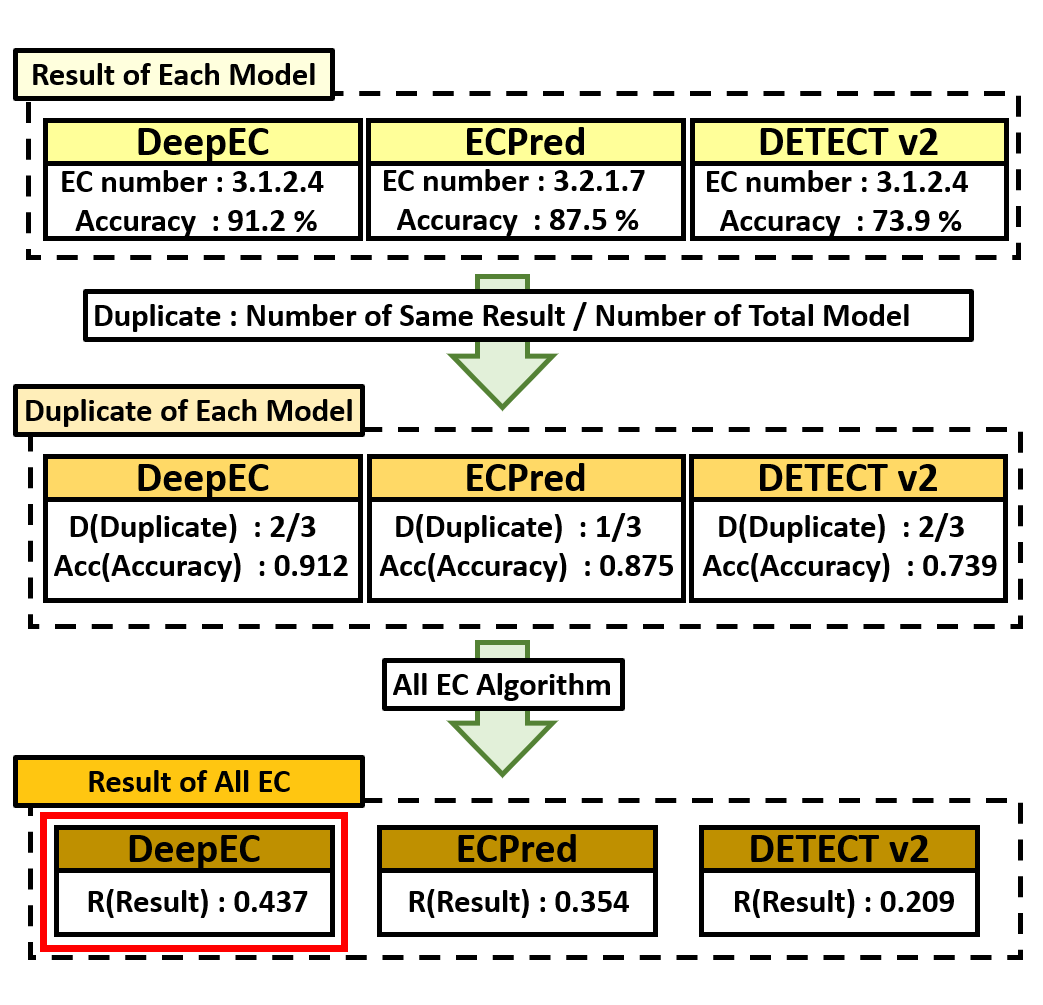 Result of Each Model
DeepEC
EC number : 3.1.2.4
Accuracy : 91.2 %
ECPred
EC number : 3.2.1.7
Accuracy : 87.5 %
DETECT v2
EC number : 3.1.2.4
Accuracy : 73.9 %
Duplicate : Number of Same Result / Number of Total Model
Duplicate of Each Model
DeepEC
D(Duplicate) : 2/3
Acc(Accuracy) : 0.912
ECPred
D(Duplicate) : 1/3
Acc(Accuracy) : 0.875
DETECT v2
D(Duplicate) : 2/3
Acc(Accuracy) : 0.739
All EC Algorithm
Result of All EC
DeepEC
R(Result) : 0.437
ECPred
R(Result) : 0.354
DETECT v2
R(Result) : 0.209